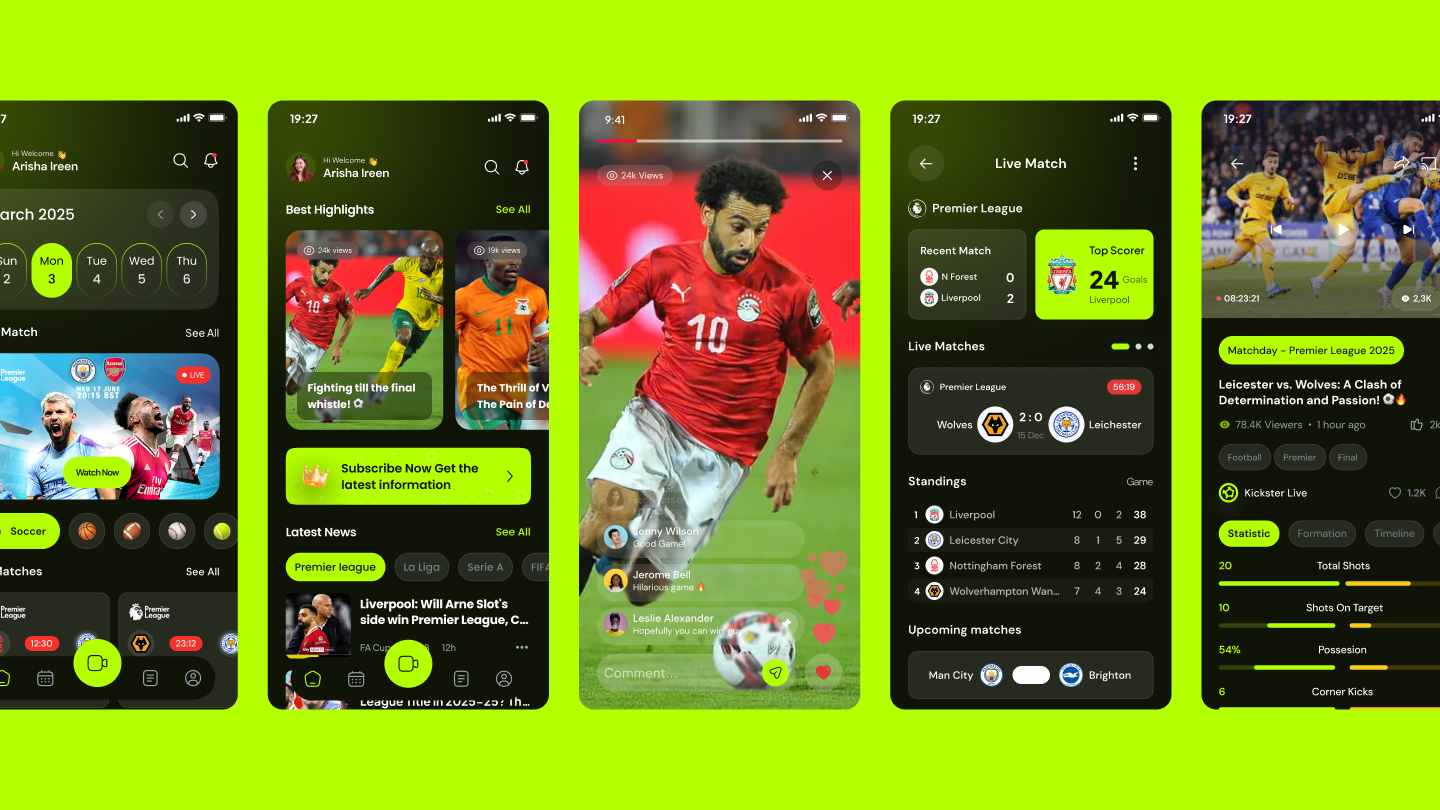 7
Hi Welcome 👋
Arisha Ireen
arch 2025
Sun
2
Mon
3
Tue
4
Wed
5
Thu
6
Match
See All
Premier
League
Arsenal
WED 17 JUNE
20:15 BST
LIVE
Watch Now
Soccer
Matches
See All
Premier
League
12:30
Premier
League
23:12
19:27
Hi Welcome 👋
Arisha Ireen
Best Highlights
See All
24k views
10
Fighting till the final
whistle! ⚽
19k views
11
The Thrill of V
The Pain of De
Subscribe Now Get the
latest information
Latest News
See All
Premier league
La Liga
Serie A
FIFA
Liverpool: Will Arne Slot's
side win Premier League, C...
FA Cup
8
12h
League Title in 2025-25? Th...
9:41
24k Views
10
Jenny Wilson
Good Game!
Jerome Bell
Hilarious game 🔥
Leslie Alexander
Hopefully you can win guys
Comment...
19:27
Live Match
Premier League
Recent Match
N Forest 0
Liverpool 2
Top Scorer
24 Goals
Liverpool
Live Matches
Premier League
56:19
Wolves
2 : 0
15 Dec
Leichester
Standings
Game
1 Liverpool 12 0 2 38
2 Leicester City 8 1 5 29
3 Nottingham Forest 8 2 4 28
4 Wolverhampton Wan... 7 4 3 24
Upcoming matches
Man City
Brighton
19:27
08:23:21
2,3K
Matchday - Premier League 2025
Leicester vs. Wolves: A Clash of
Determination and Passion! ⚽🔥
78.4K Viewers • 1 hour ago
2k
Football
Premier
Final
Kickster Live
1.2K
Statistic
Formation
Timeline
20 Total Shots
10 Shots On Target
54% Possesion
6 Corner Kicks